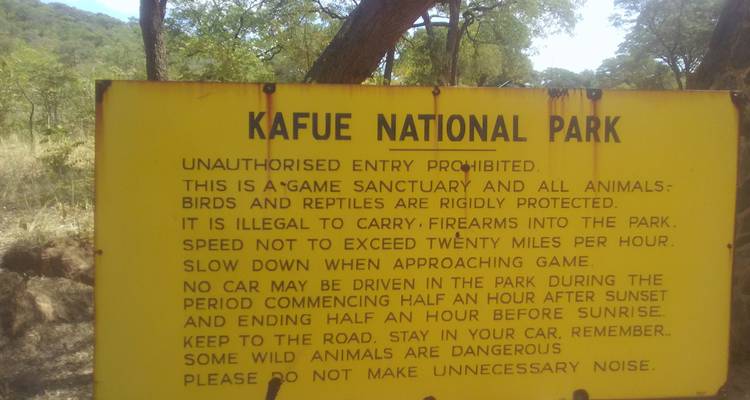 KAFUE NATIONAL PARK
UNAUTHORISED ENTRY PROHIBITED.
THIS IS A GAME SANCTUARY AND ALL ANIMALS-
BIRDS AND REPTILES ARE RIGIDLY PROTECTED.
IT IS ILLEGAL TO CARRY FIREARMS INTO THE PARK.
SPEED NOT TO EXCEED TWENTY MILES PER HOUR.
SLOW DOWN WHEN APPROACHING GAME.
NO CAR MAY BE DRIVEN IN THE PARK DURING THE
PERIOD COMMENCING HALF AN HOUR AFTER SUNSET
AND ENDING HALF AN HOUR BEFORE SUNRISE.
KEEP TO THE ROAD. STAY IN YOUR CAR. REMEMBER..
SOME WILD ANIMALS ARE DANGEROUS
PLEASE DO NOT MAKE UNNECESSARY NOISE.